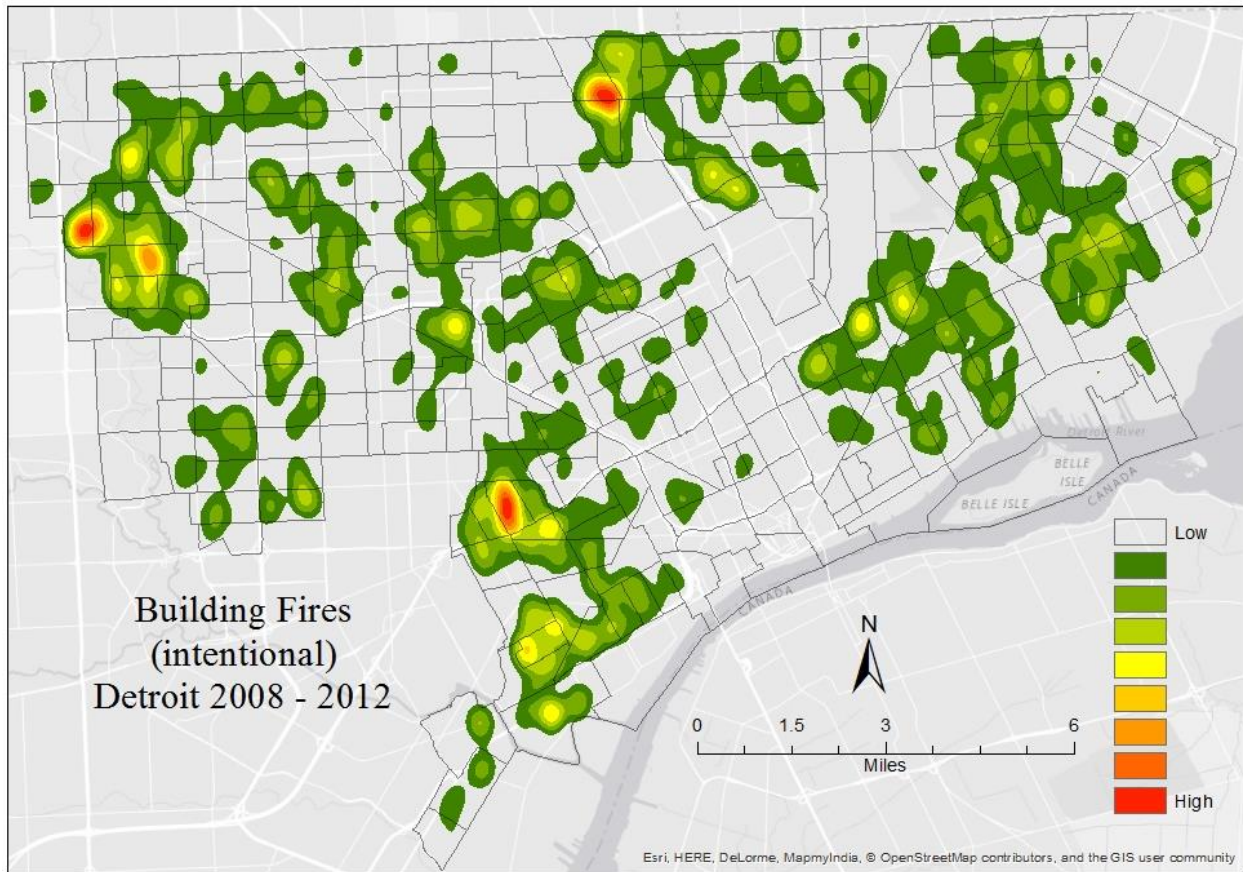 Detroit River
BELLE
ISLE
BELLE ISLE
CANADA
CANADA
Low
High
Building Fires
(intentional)
Detroit 2008 - 2012
N
0 1.5 3 6
Miles
Esri, HERE, DeLorme, MapmyIndia, © OpenStreetMap contributors, and the GIS user community